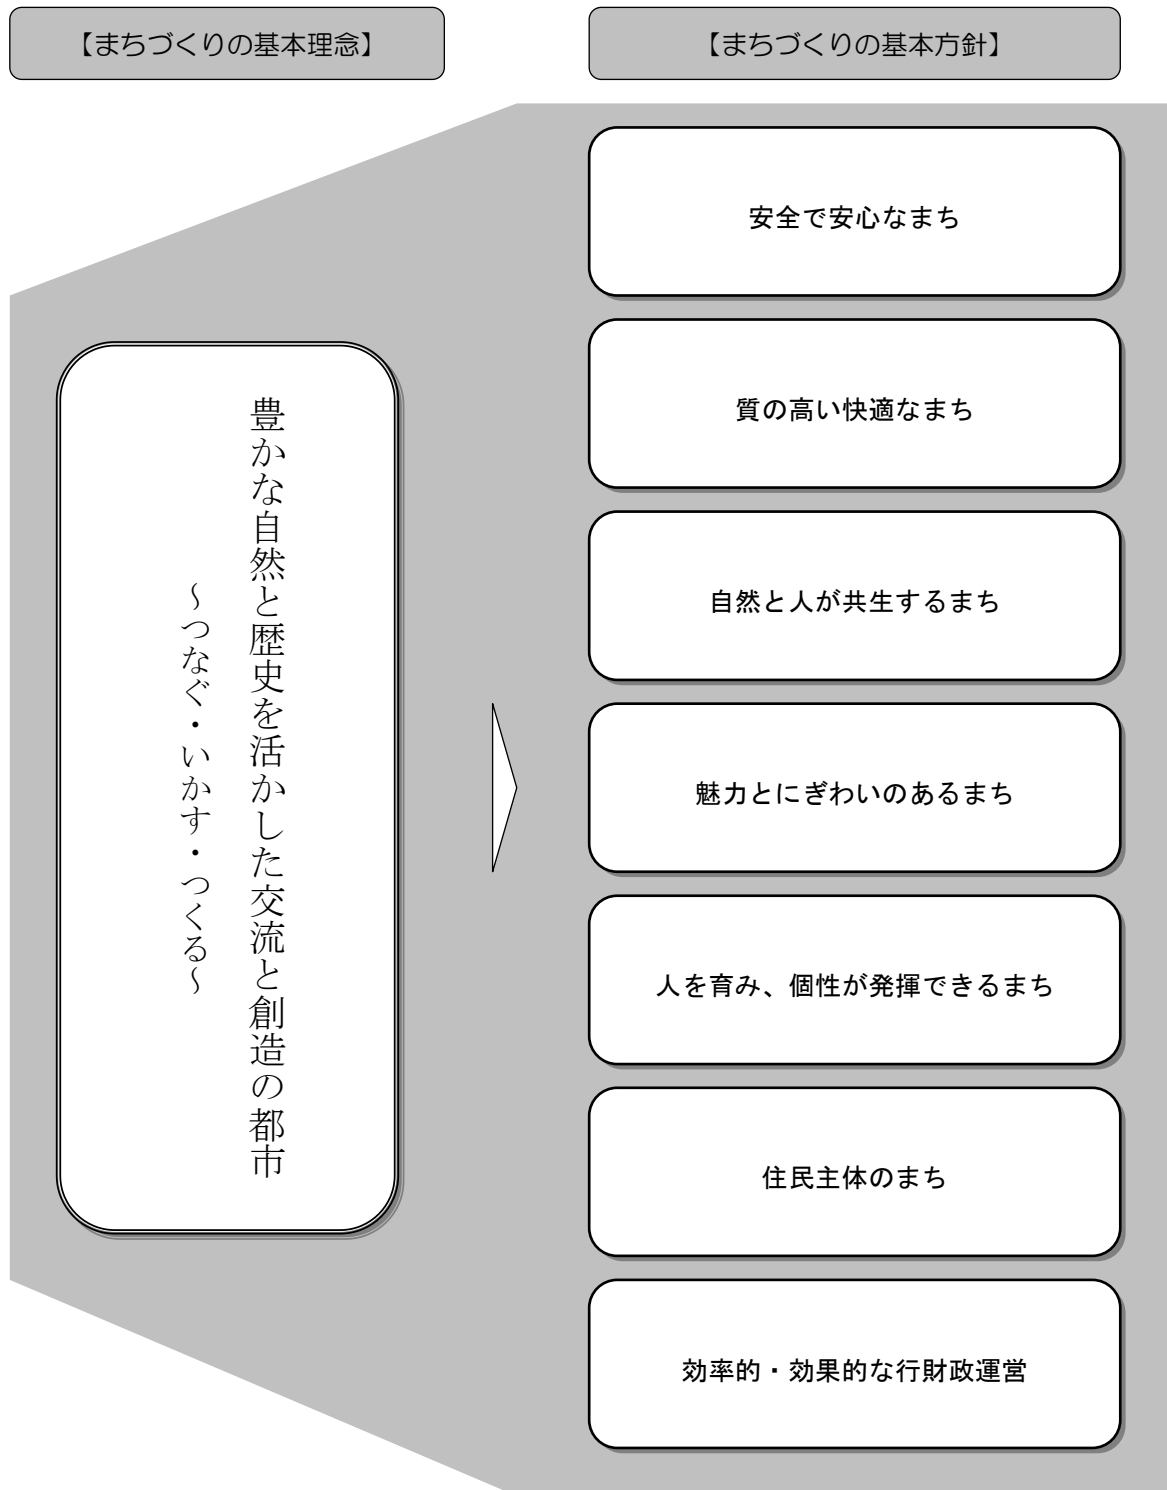 【まちづくりの基本理念】
【まちづくりの基本方針】
豊かな自然と歴史を活かした交流と創造の都市
～つなぐ・いかす・つくる～
安全で安心なまち
質の高い快適なまち
自然と人が共生するまち
魅力とにぎわいのあるまち
人を育み、個性が発揮できるまち
住民主体のまち
効率的・効果的な行財政運営